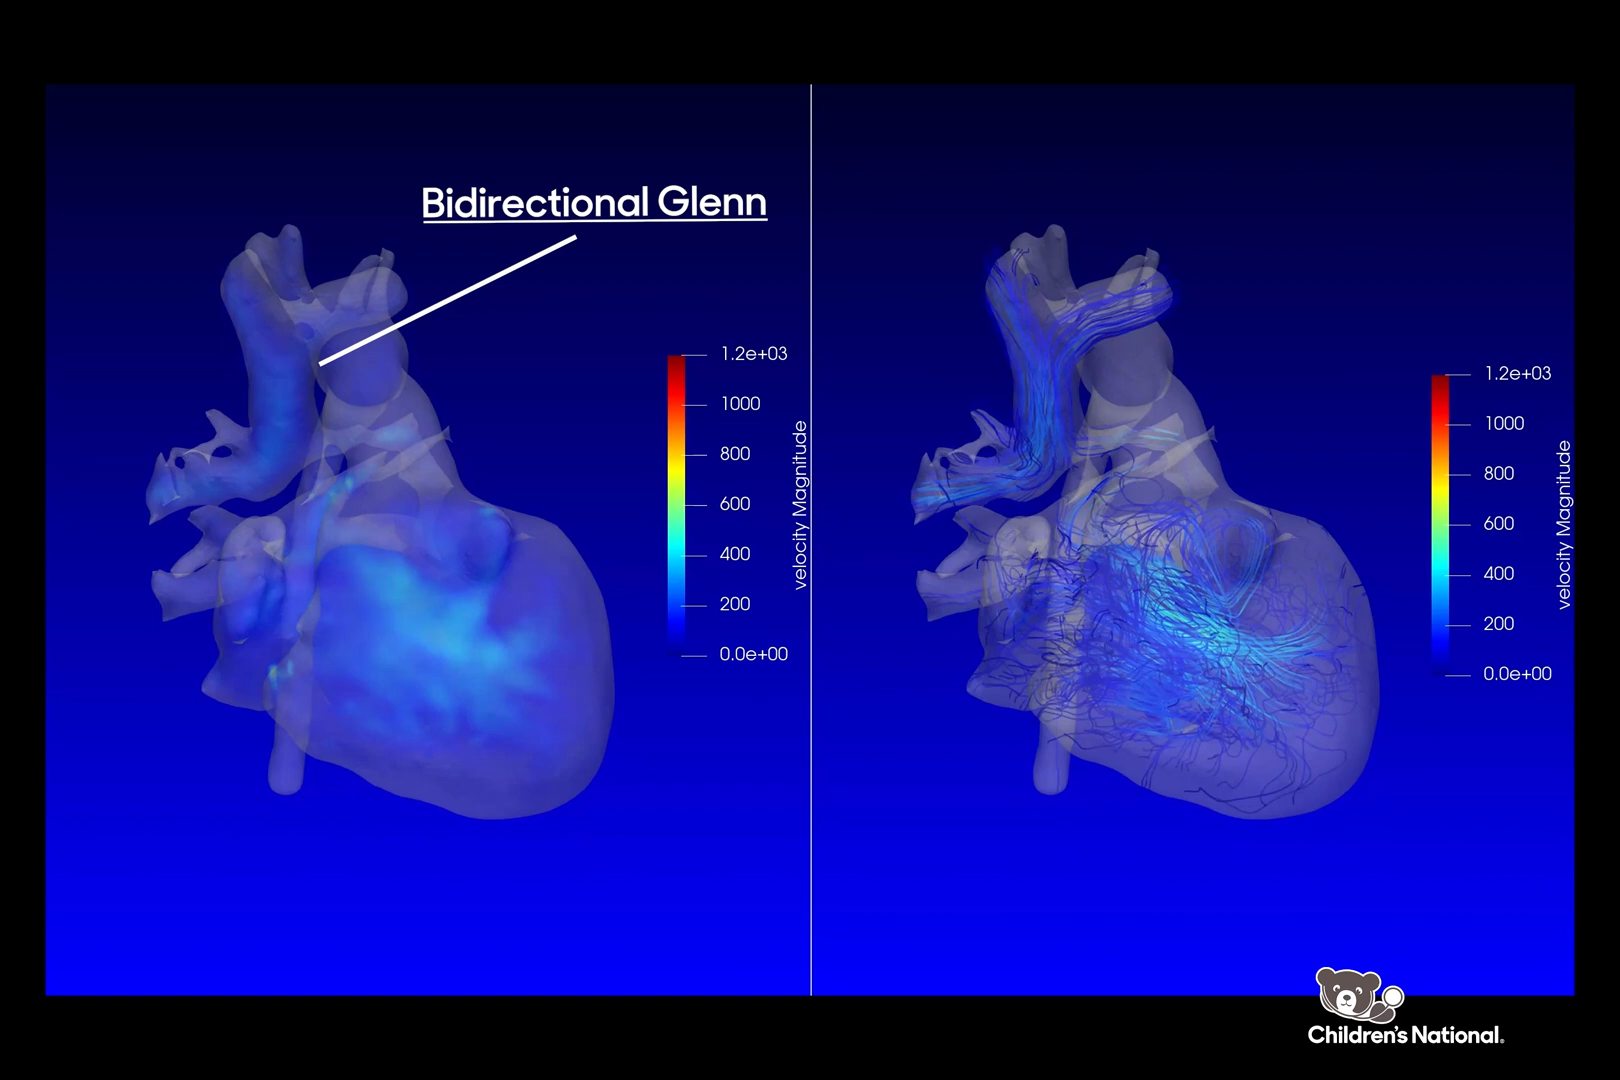 Bidirectional Glenn
1.2e+03
1000
800
600
400
200
0.0e+00
velocity Magnitude
1.2e+03
1000
800
600
400
200
0.0e+00
velocity Magnitude
Children's National®